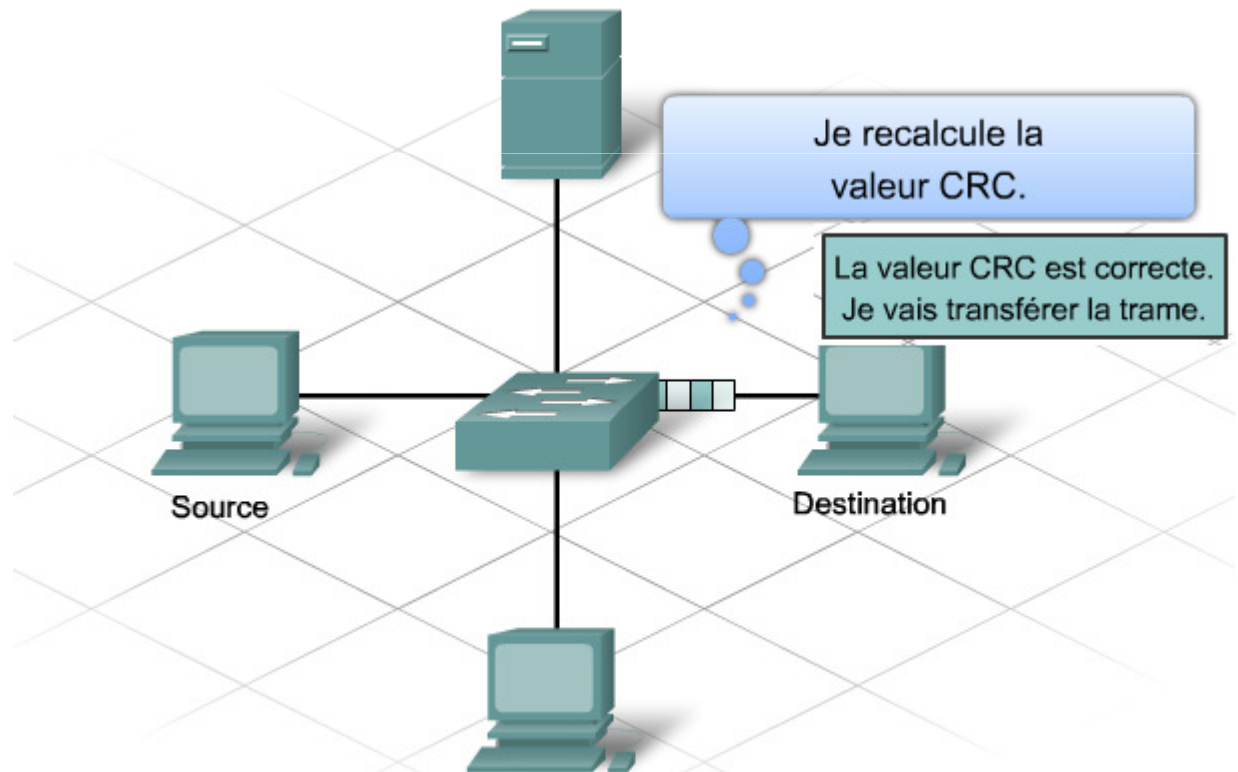 Je recalcule la
valeur CRC.
La valeur CRC est correcte.
Je vais transférer la trame.
Source
Destination